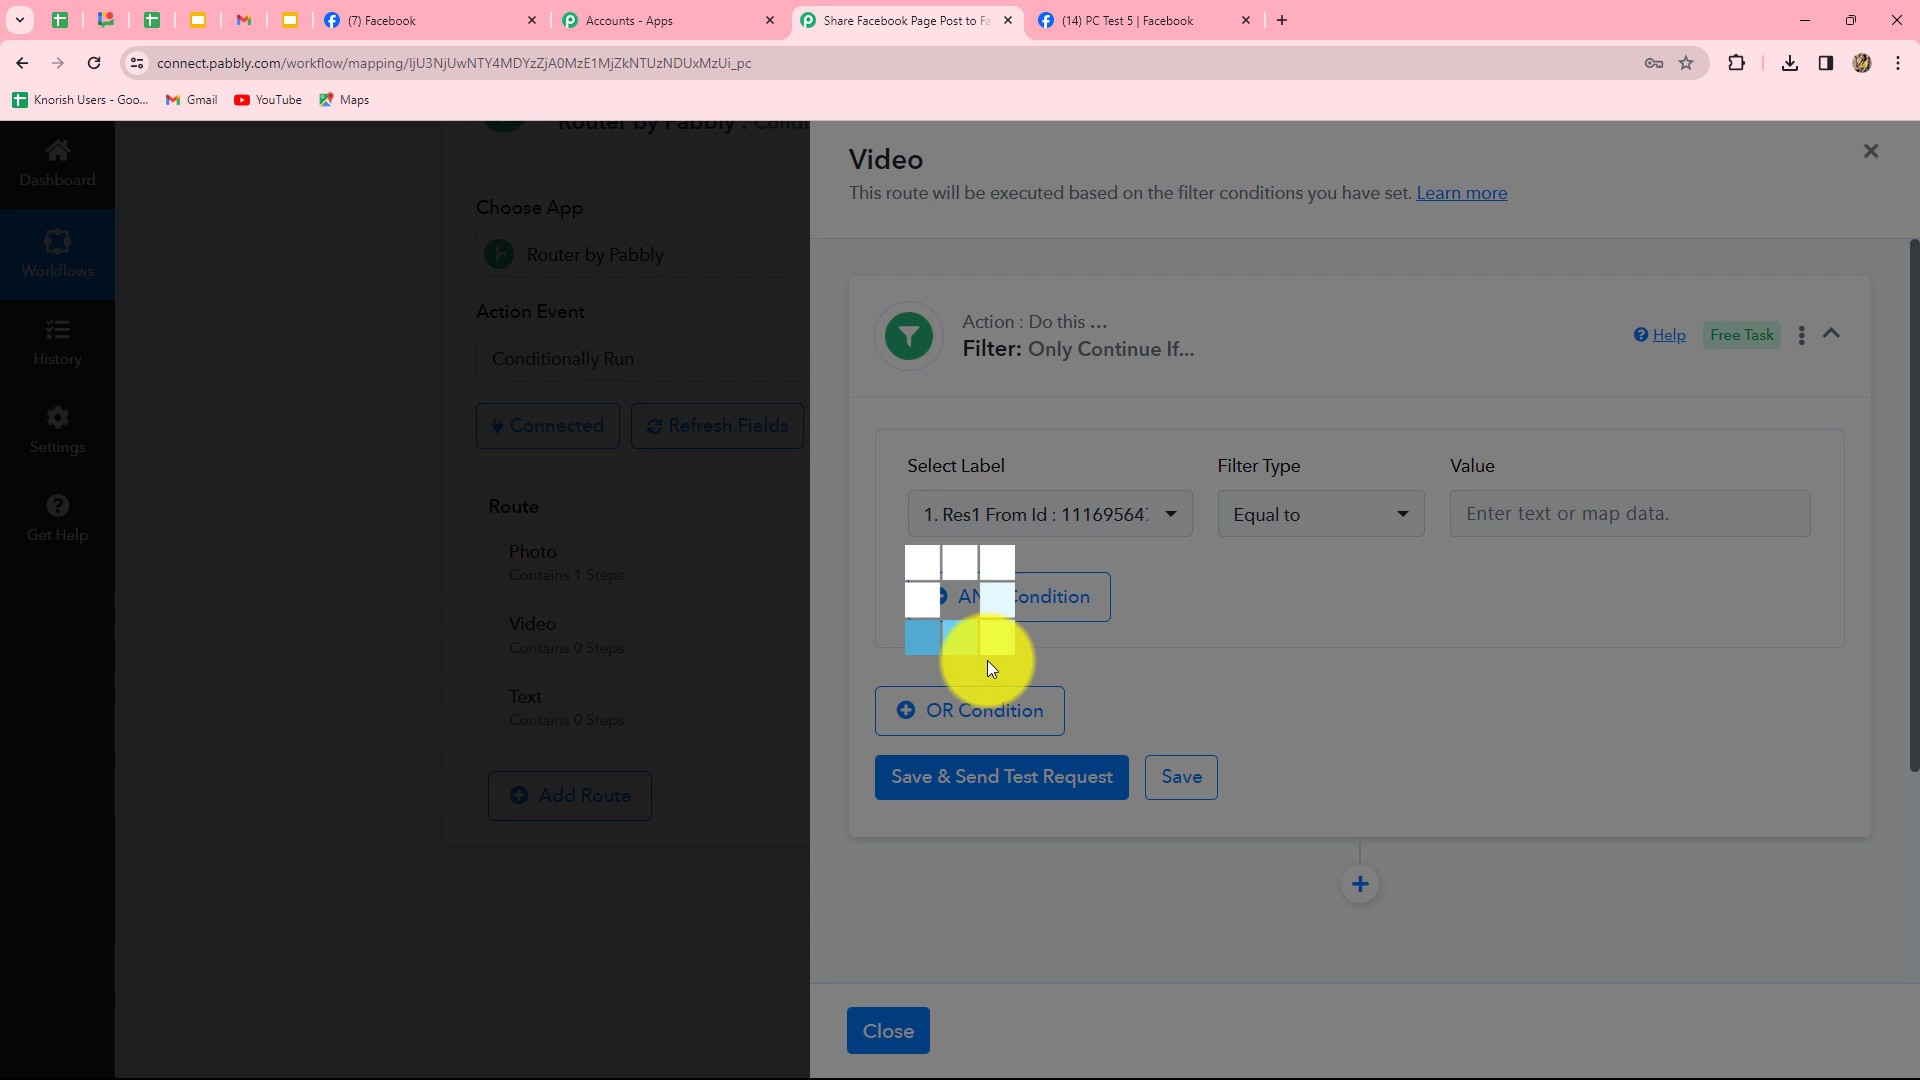 (7) Facebook
Accounts - Apps
Share Facebook Page Post to Fa
(14) PC Test 5 | Facebook
connect.pabbly.com/workflow/mapping/IjU3NjUwNTY4MDYzZjA0MzE1MjZkNTUzNDUxMzUi_pc
Knorish Users - Goo...
Gmail
YouTube
Maps
Dashboard
Workflows
History
Settings
Get Help
Router by Pabbly :
Choose App
Router by Pabbly
Action Event
Conditionally Run
Connected
Refresh Fields
Route
Photo
Contains 1 Steps
Video
Contains 0 Steps
Text
Contains 0 Steps
Add Route
Video
This route will be executed based on the filter conditions you have set. Learn more
Action : Do this ...
Filter: Only Continue If...
Help
Free Task
Select Label
Filter Type
Value
1. Res1 From Id : 11169564
Equal to
Enter text or map data.
Condition
OR Condition
Save & Send Test Request
Save
Close